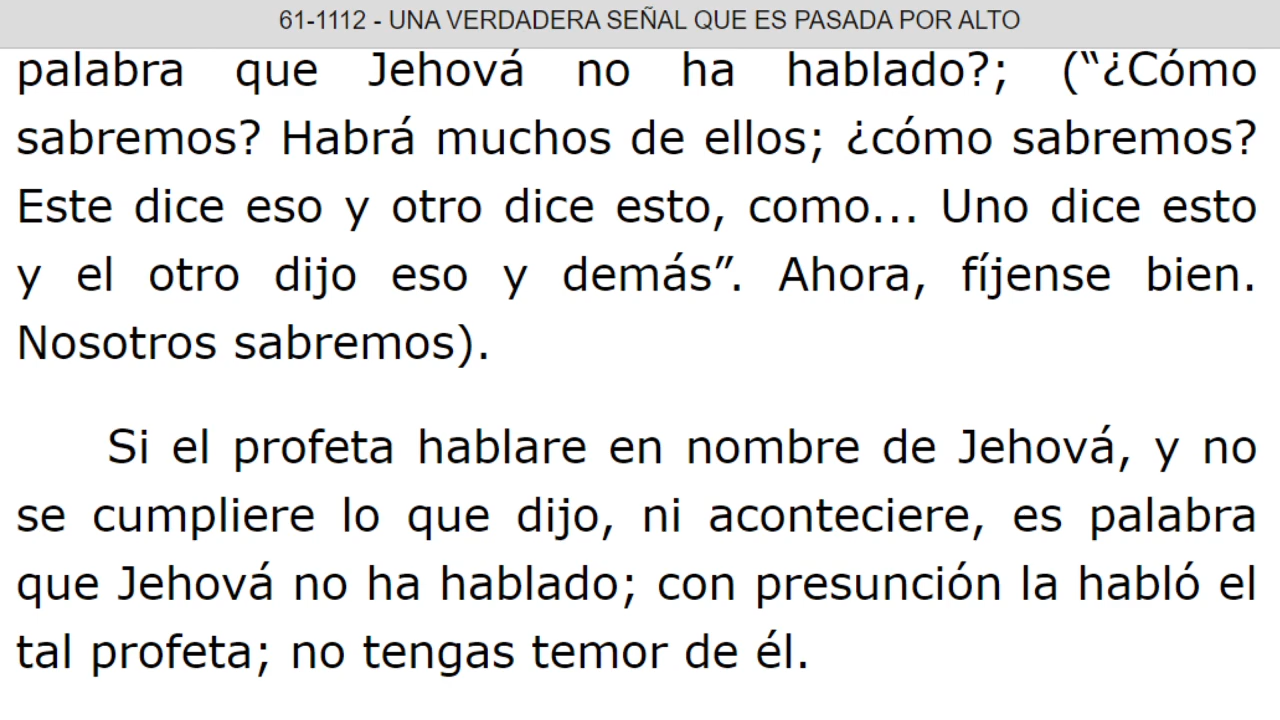 61-1112 - UNA VERDADERA SEÑAL QUE ES PASADA POR ALTO
palabra que Jehová no ha hablado?; (“¿Cómo
sabremos? Habrá muchos de ellos; ¿cómo sabremos?
Este dice eso y otro dice esto, como... Uno dice esto
y el otro dijo eso y demás”. Ahora, fíjense bien.
Nosotros sabremos).
Si el profeta hablare en nombre de Jehová, y no
se cumpliere lo que dijo, ni aconteciere, es palabra
que Jehová no ha hablado; con presunción la habló el
tal profeta; no tengas temor de él.